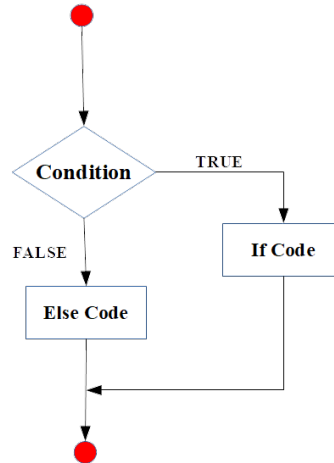 Condition
TRUE
If Code
FALSE
Else Code